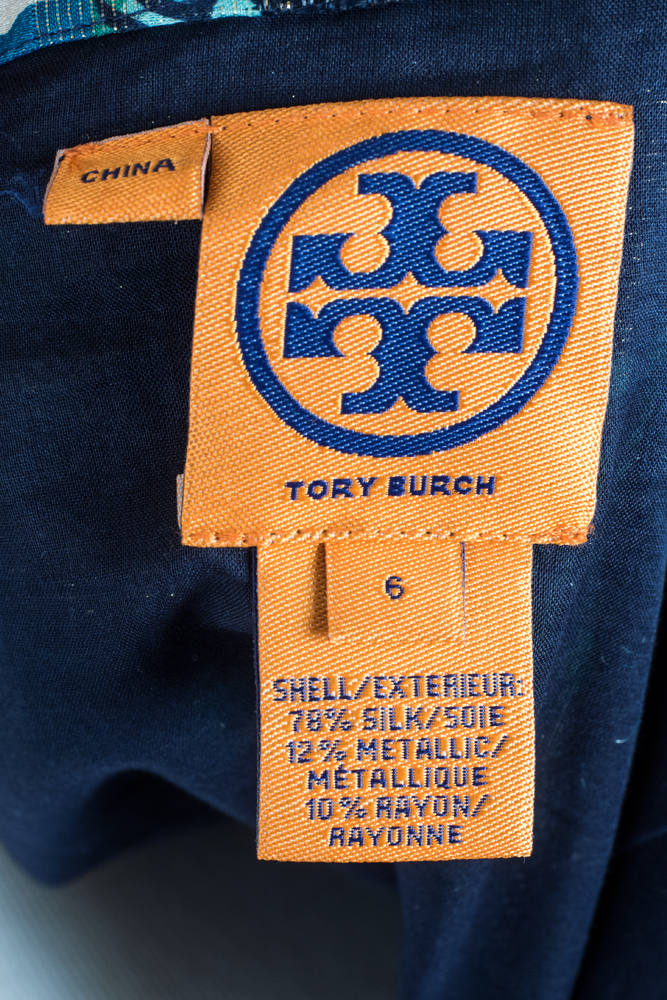 CHINA
TORY BURCH
6
SHELL/EXTERIEUR:
78% SILK/SOIE
12% METALLIC/
MÉTALLIQUE
10% RAYON/
RAYONNE